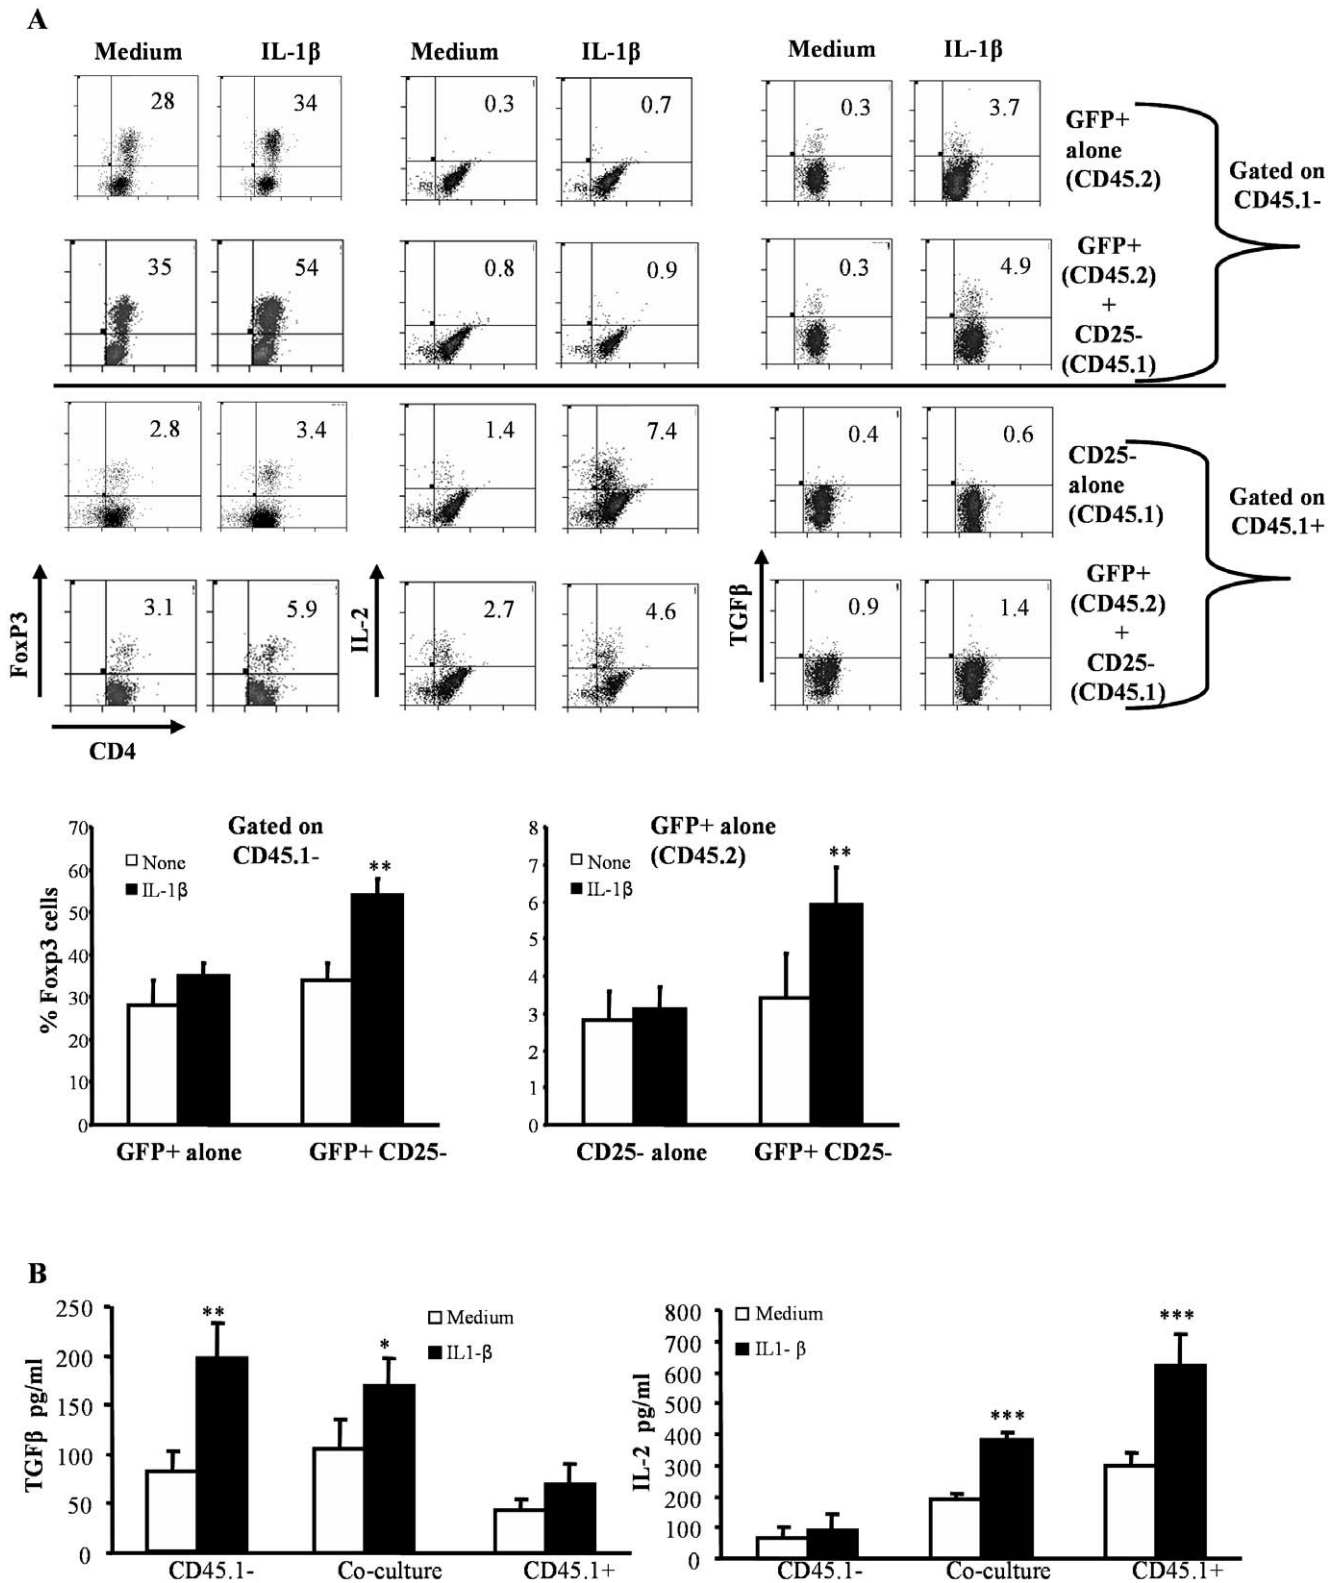 A
Medium IL-1β Medium IL-1β Medium IL-1β
28 34 0.3 0.7 0.3 3.7
GFP+
alone
(CD45.2)
Gated on
CD45.1-
35 54 0.8 0.9 0.3 4.9
GFP+
(CD45.2)
+
CD25-
(CD45.1)
2.8 3.4 1.4 7.4 0.4 0.6
CD25-
alone
(CD45.1)
Gated on
CD45.1+
3.1 5.9 2.7 4.6 0.9 1.4
GFP+
(CD45.2)
+
CD25-
(CD45.1)
FoxP3
IL-2
TGFβ
CD4
Gated on
CD45.1-
None
IL-1β
% Foxp3 cells
70
60
50
40
30
20
10
0
**
GFP+ alone GFP+ CD25-
GFP+ alone
(CD45.2)
None
IL-1β
8
7
6
5
4
3
2
1
0
**
CD25- alone GFP+ CD25-
B
TGFβ pg/ml
250
200
150
100
50
0
** *
Medium
IL1-β
CD45.1- Co-culture CD45.1+
IL-2 pg/ml
800
700
600
500
400
300
200
100
0
Medium
IL1- β
*** ***
CD45.1- Co-culture CD45.1+